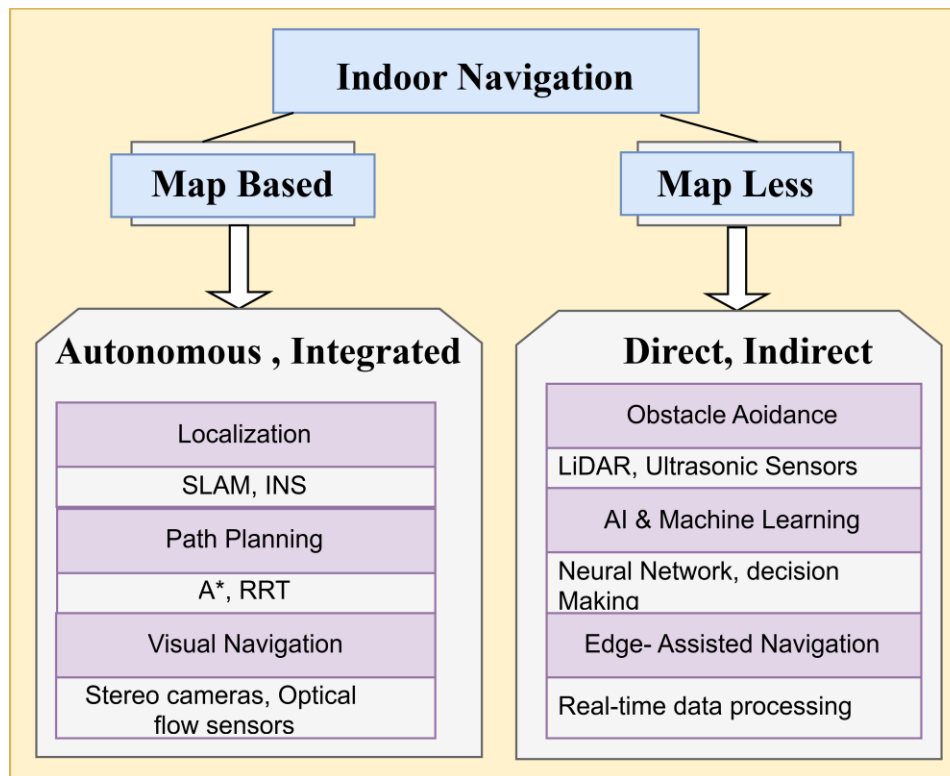 Indoor Navigation
Map Based
Map Less
Autonomous , Integrated
Localization
SLAM, INS
Path Planning
A*, RRT
Visual Navigation
Stereo cameras, Optical
flow sensors
Direct, Indirect
Obstacle Aoidance
LiDAR, Ultrasonic Sensors
AI & Machine Learning
Neural Network, decision
Making
Edge- Assisted Navigation
Real-time data processing